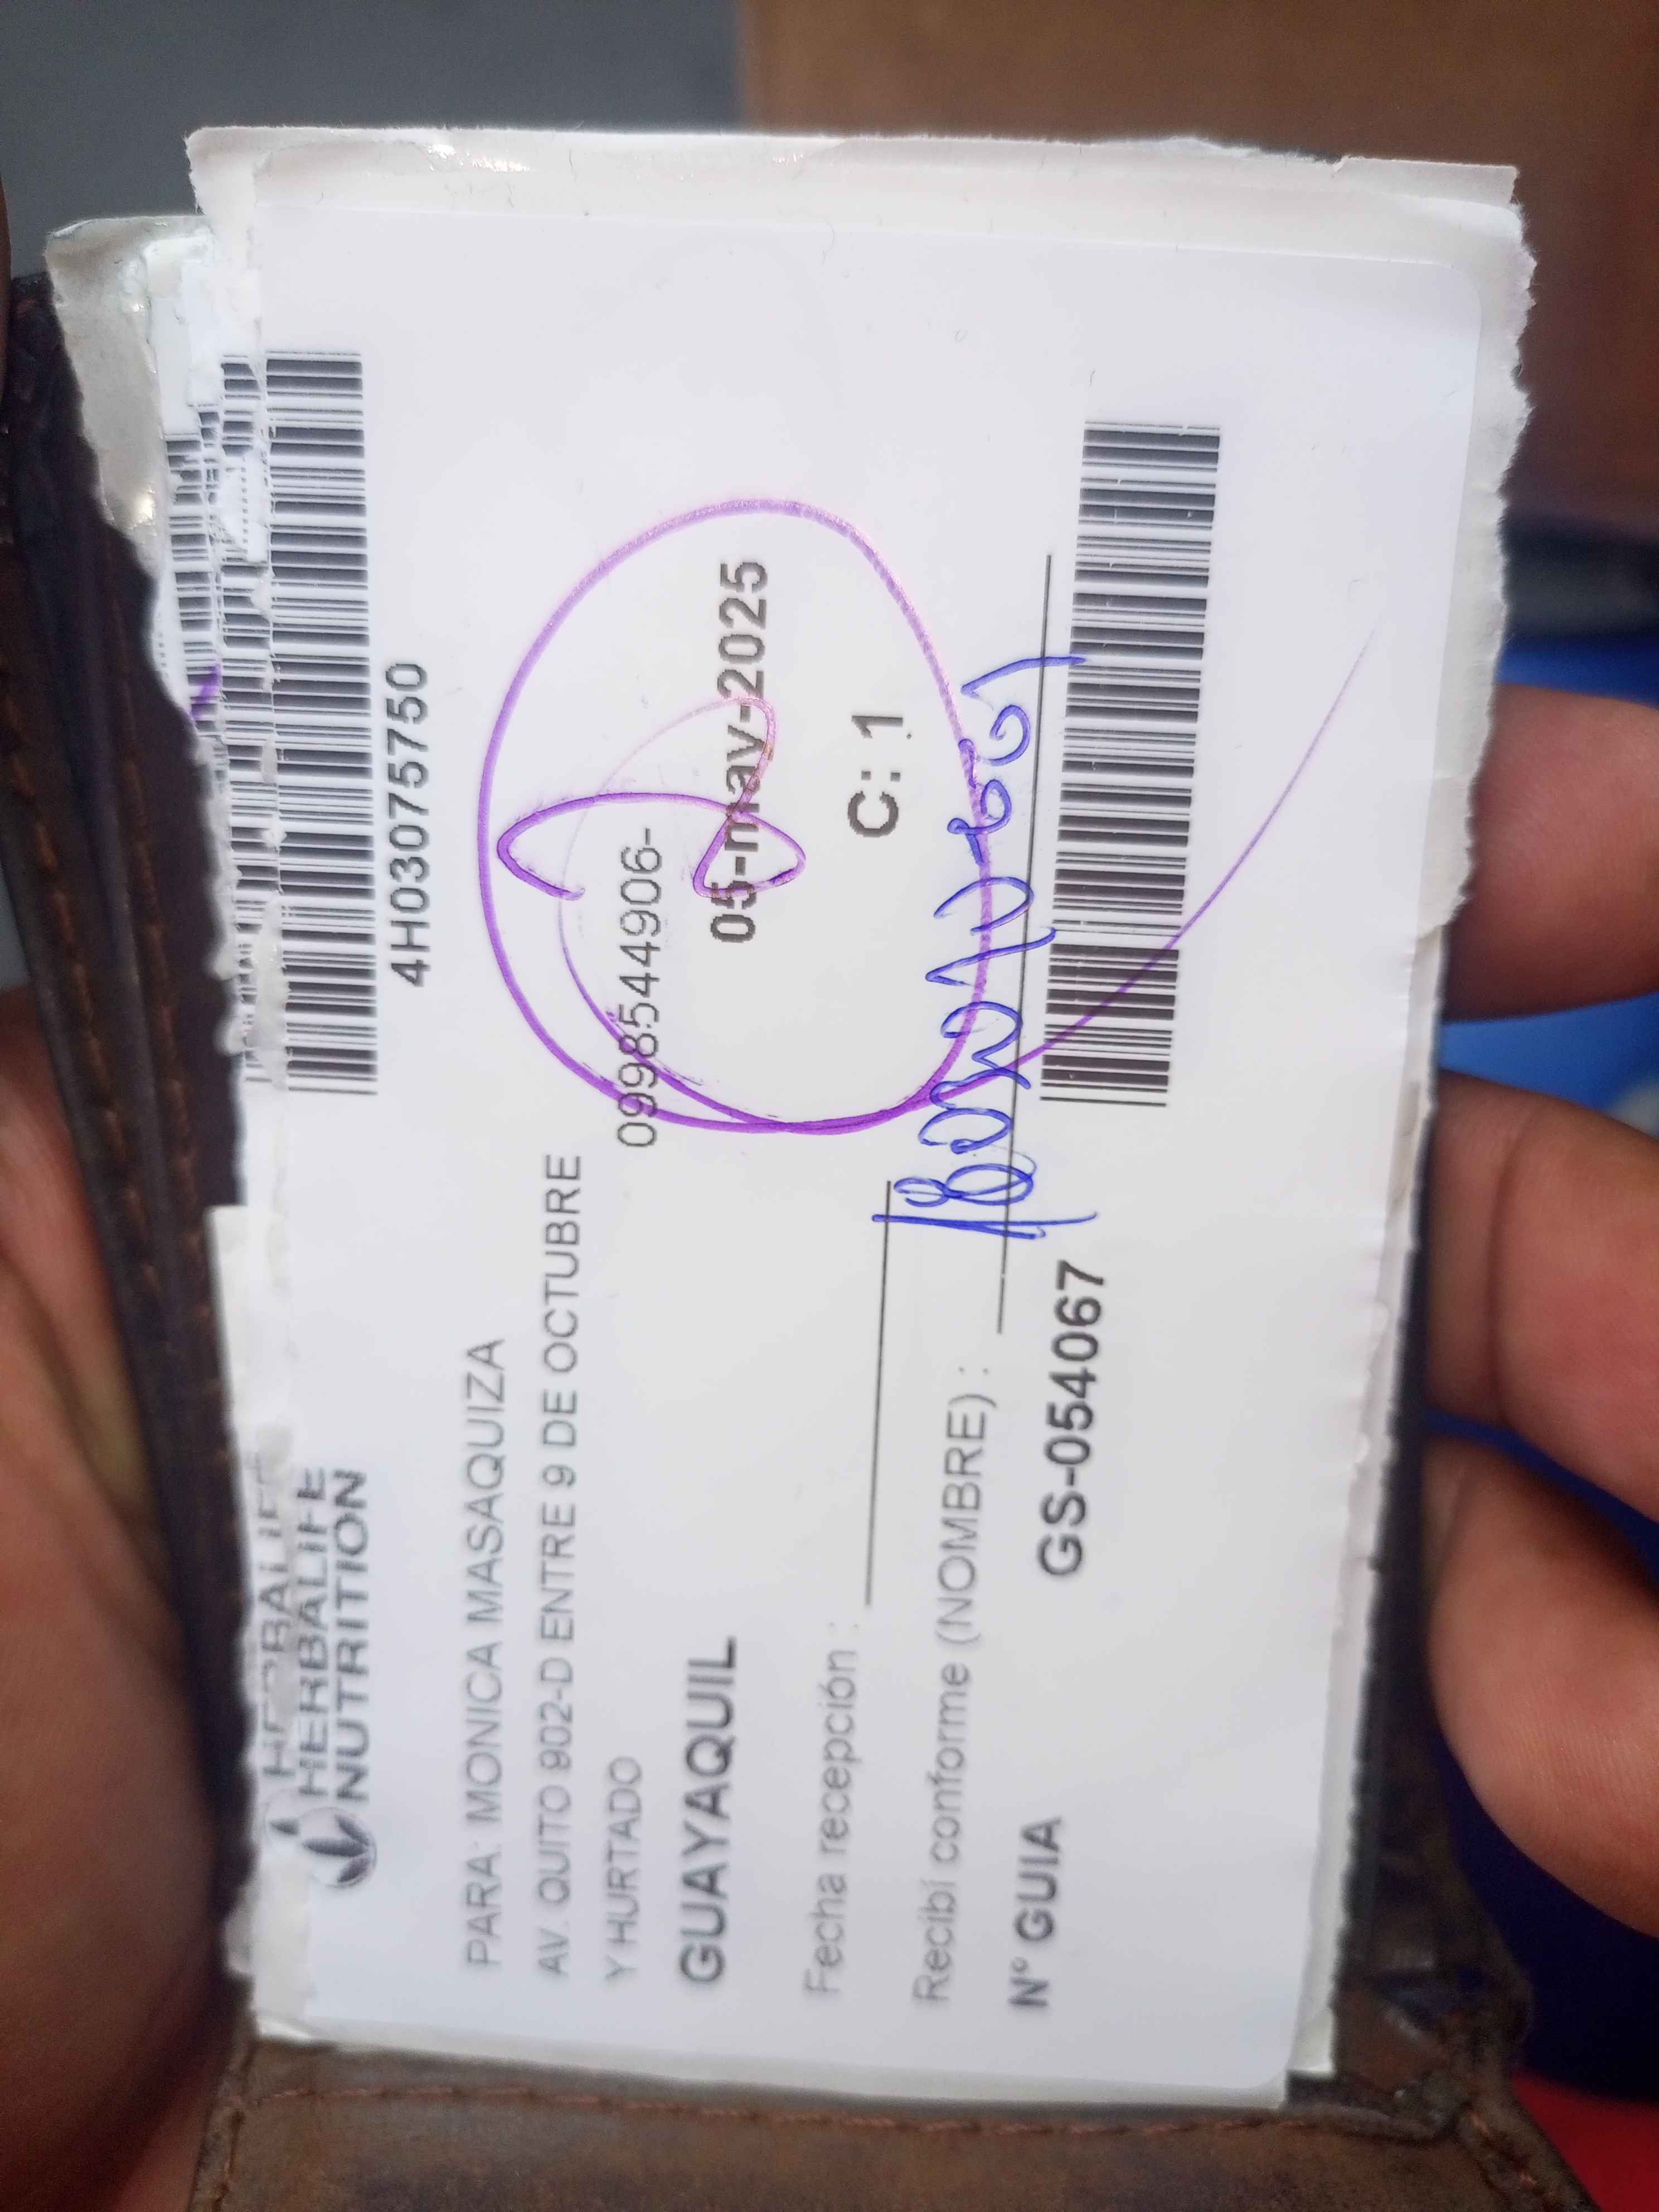 HERBALIFE
HERBALIFE
NUTRITION
4H03075750
PARA: MONICA MASAQUIZA
AV. QUITO 902-D ENTRE 9 DE OCTUBRE
Y HURTADO
0998544906-
GUAYAQUIL
05-may-2025
Fecha recepción :
C: 1
Recibí conforme (NOMBRE) :
N° GUIA
GS-054067